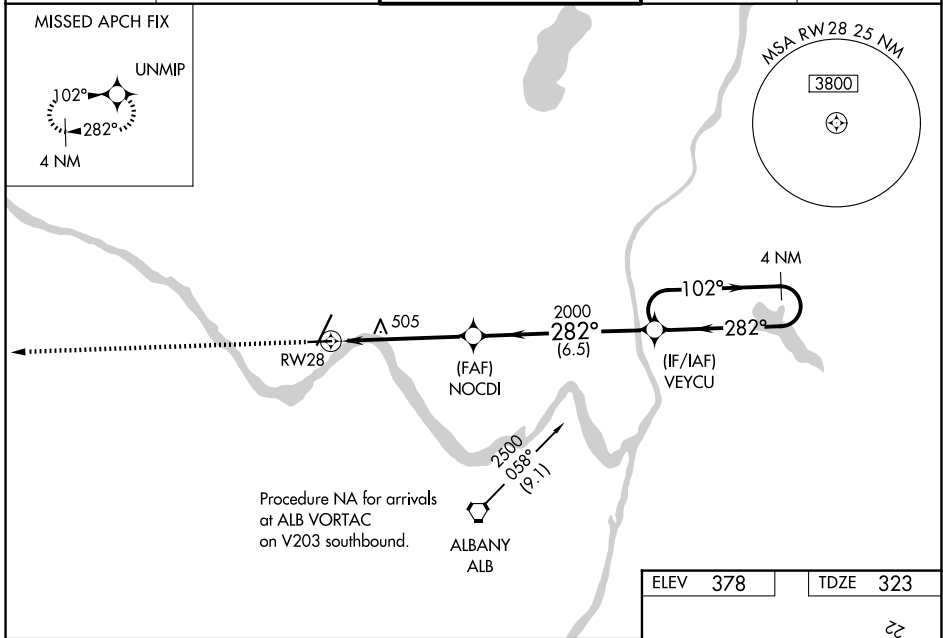 MISSED APCH FIX
UNMIP
102°
282°
4 NM
MSA RW28 25 NM
3800
4 NM
102°
2000
282°
(6.5)
282°
505
RW28
(FAF)
NOCDI
(IF/IAF)
VEYCU
2500
058°
(9.1)
Procedure NA for arrivals
at ALB VORTAC
on V203 southbound.
ALBANY
ALB
ELEV 378
TDZE 323
22